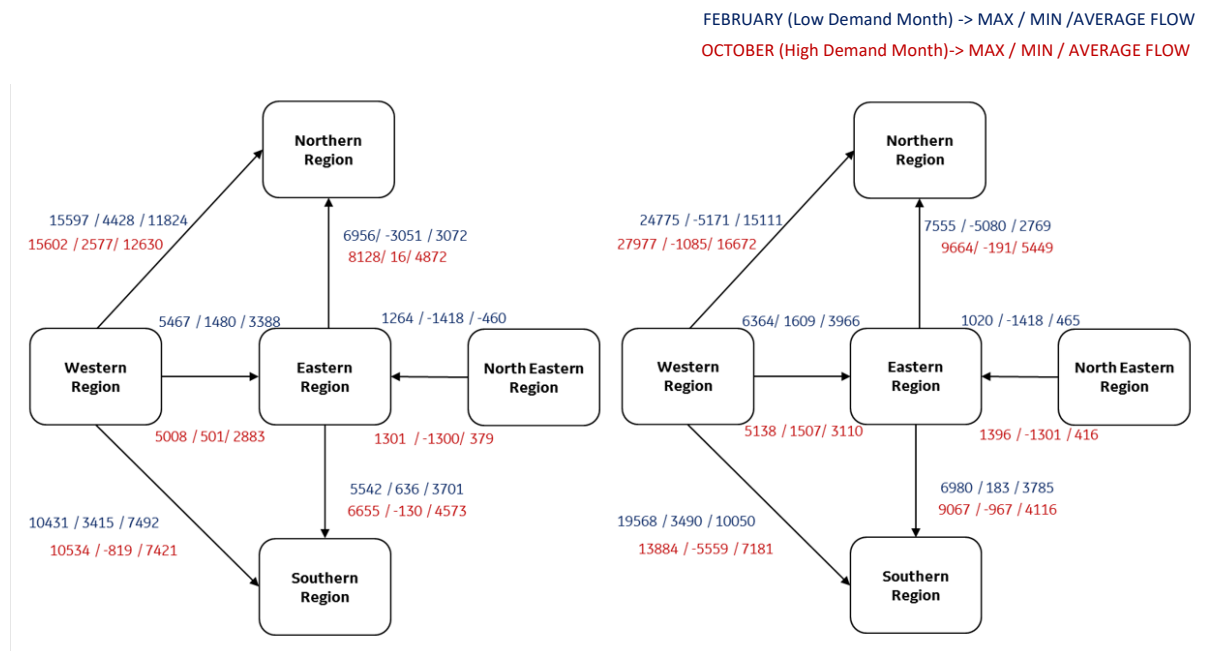 FEBRUARY (Low Demand Month) -> MAX / MIN /AVERAGE FLOW
OCTOBER (High Demand Month)-> MAX / MIN / AVERAGE FLOW
Northern
Region
15597 / 4428 / 11824
15602 / 2577/ 12630
6956/ -3051 / 3072
8128/ 16/ 4872
5467 / 1480 / 3388
1264 / -1418 / -460
Western
Region
Eastern
Region
North Eastern
Region
5008 / 501/ 2883
1301 / -1300/ 379
5542 / 636 / 3701
6655 / -130 / 4573
10431 / 3415 / 7492
10534 / -819 / 7421
Southern
Region
Northern
Region
24775 / -5171 / 15111
27977 / -1085/ 16672
7555 / -5080 / 2769
9664/ -191/ 5449
6364/ 1609 / 3966
1020 / -1418 / 465
Western
Region
Eastern
Region
North Eastern
Region
5138 / 1507/ 3110
1396 / -1301 / 416
6980 / 183 / 3785
9067 / -967 / 4116
19568 / 3490 / 10050
13884 / -5559 / 7181
Southern
Region